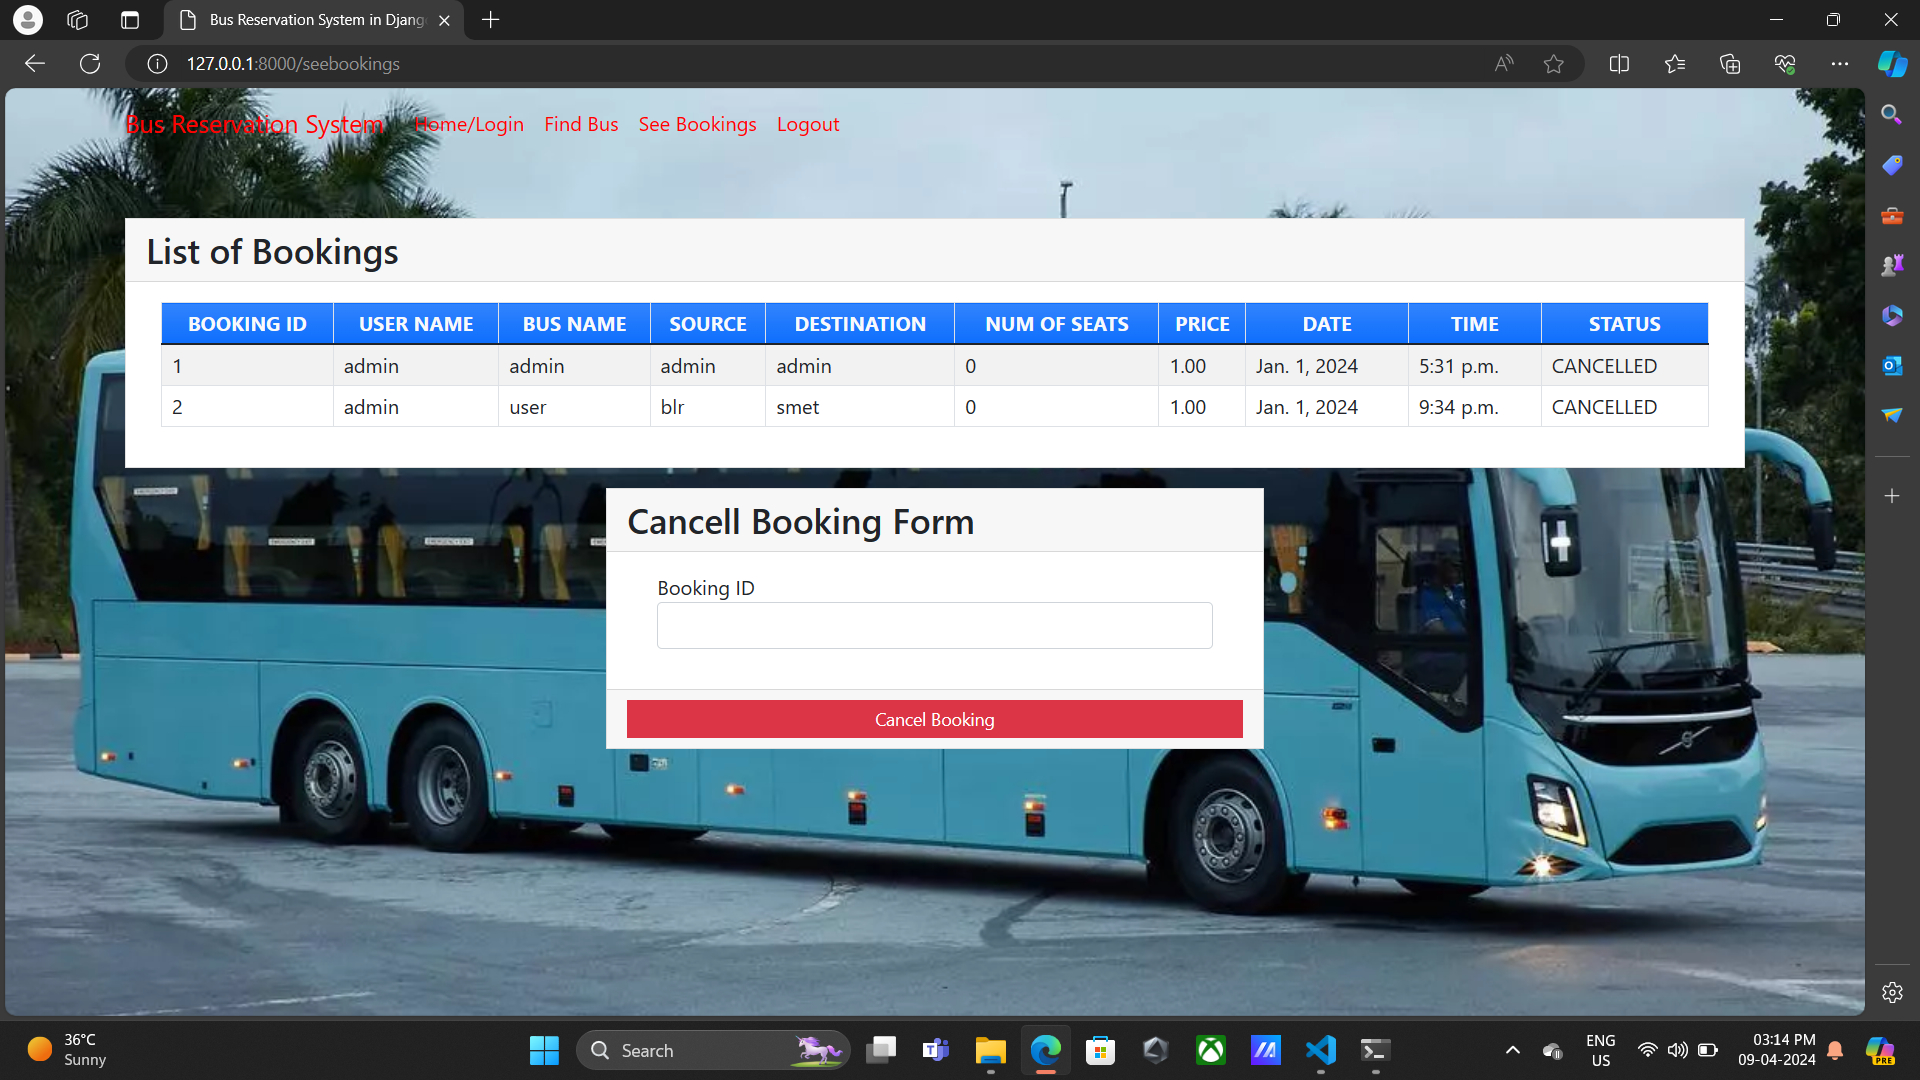 Bus Reservation System in Djang
127.0.0.1:8000/seebookings
Bus Reservation System Home/Login Find Bus See Bookings Logout
List of Bookings
BOOKING ID USER NAME BUS NAME SOURCE DESTINATION NUM OF SEATS PRICE DATE TIME STATUS
1 admin admin admin admin 0 1.00 Jan. 1, 2024 5:31 p.m. CANCELLED
2 admin user blr smet 0 1.00 Jan. 1, 2024 9:34 p.m. CANCELLED
Cancell Booking Form
Booking ID
Cancel Booking
36°C
Sunny
Search
ENG
US
03:14 PM
09-04-2024
PRE